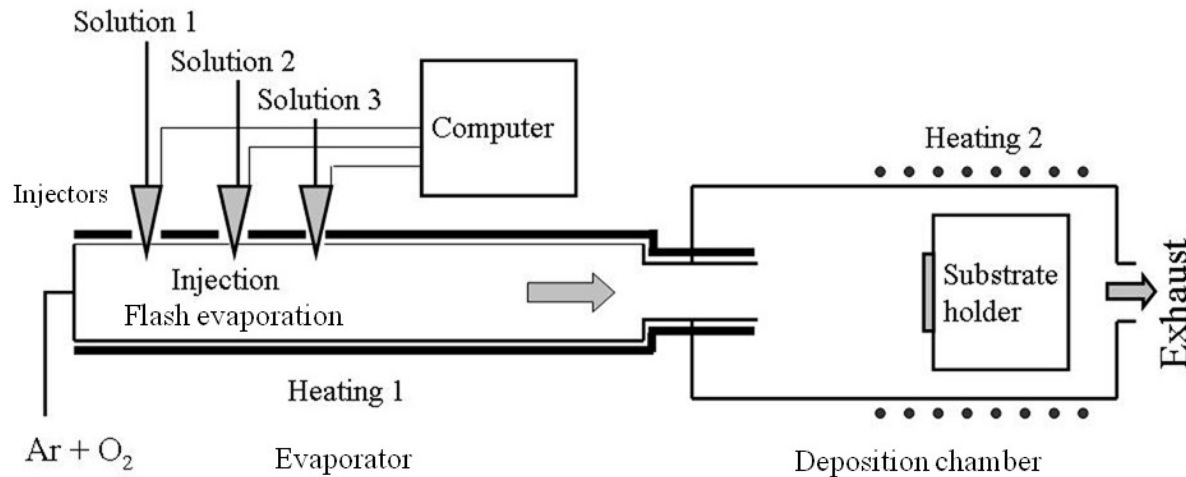 Solution 1
Solution 2
Solution 3
Computer
Heating 2
Injectors
Injection
Flash evaporation
Substrate
holder
Exhaust
Heating 1
Ar + O₂
Evaporator
Deposition chamber